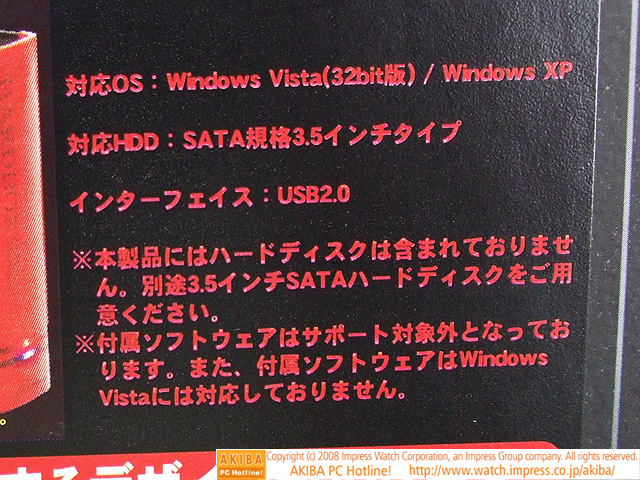 対応OS：Windows Vista(32bit版) / Windows XP
対応HDD：SATA規格3.5インチタイプ
インターフェイス：USB2.0
※本製品にはハードディスクは含まれておりませ
ん。別途3.5インチSATAハードディスクをご用
意ください。
※付属ソフトウェアはサポート対象外となってお
ります。また、付属ソフトウェアはWindows
Vistaには対応しておりません。
するデザイ
AKIBA
PC Hotline!
Copyright (c) 2008 Impress Watch Corporation, an Impress Group company. All rights reserved.
AKIBA PC Hotline! http://www.watch.impress.co.jp/akiba/